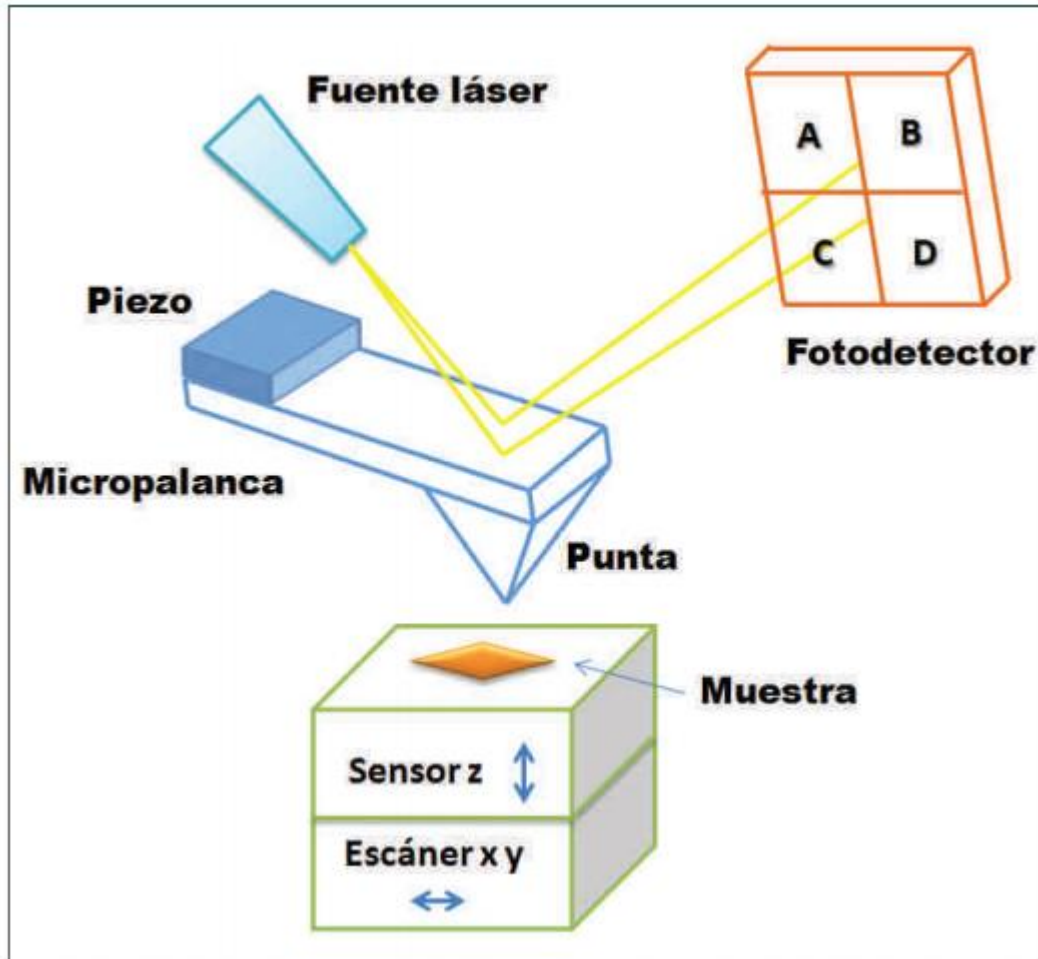 Fuente láser
A
B
C
D
Piezo
Fotodetector
Micropalanca
Punta
Muestra
Sensor z
Escáner x y